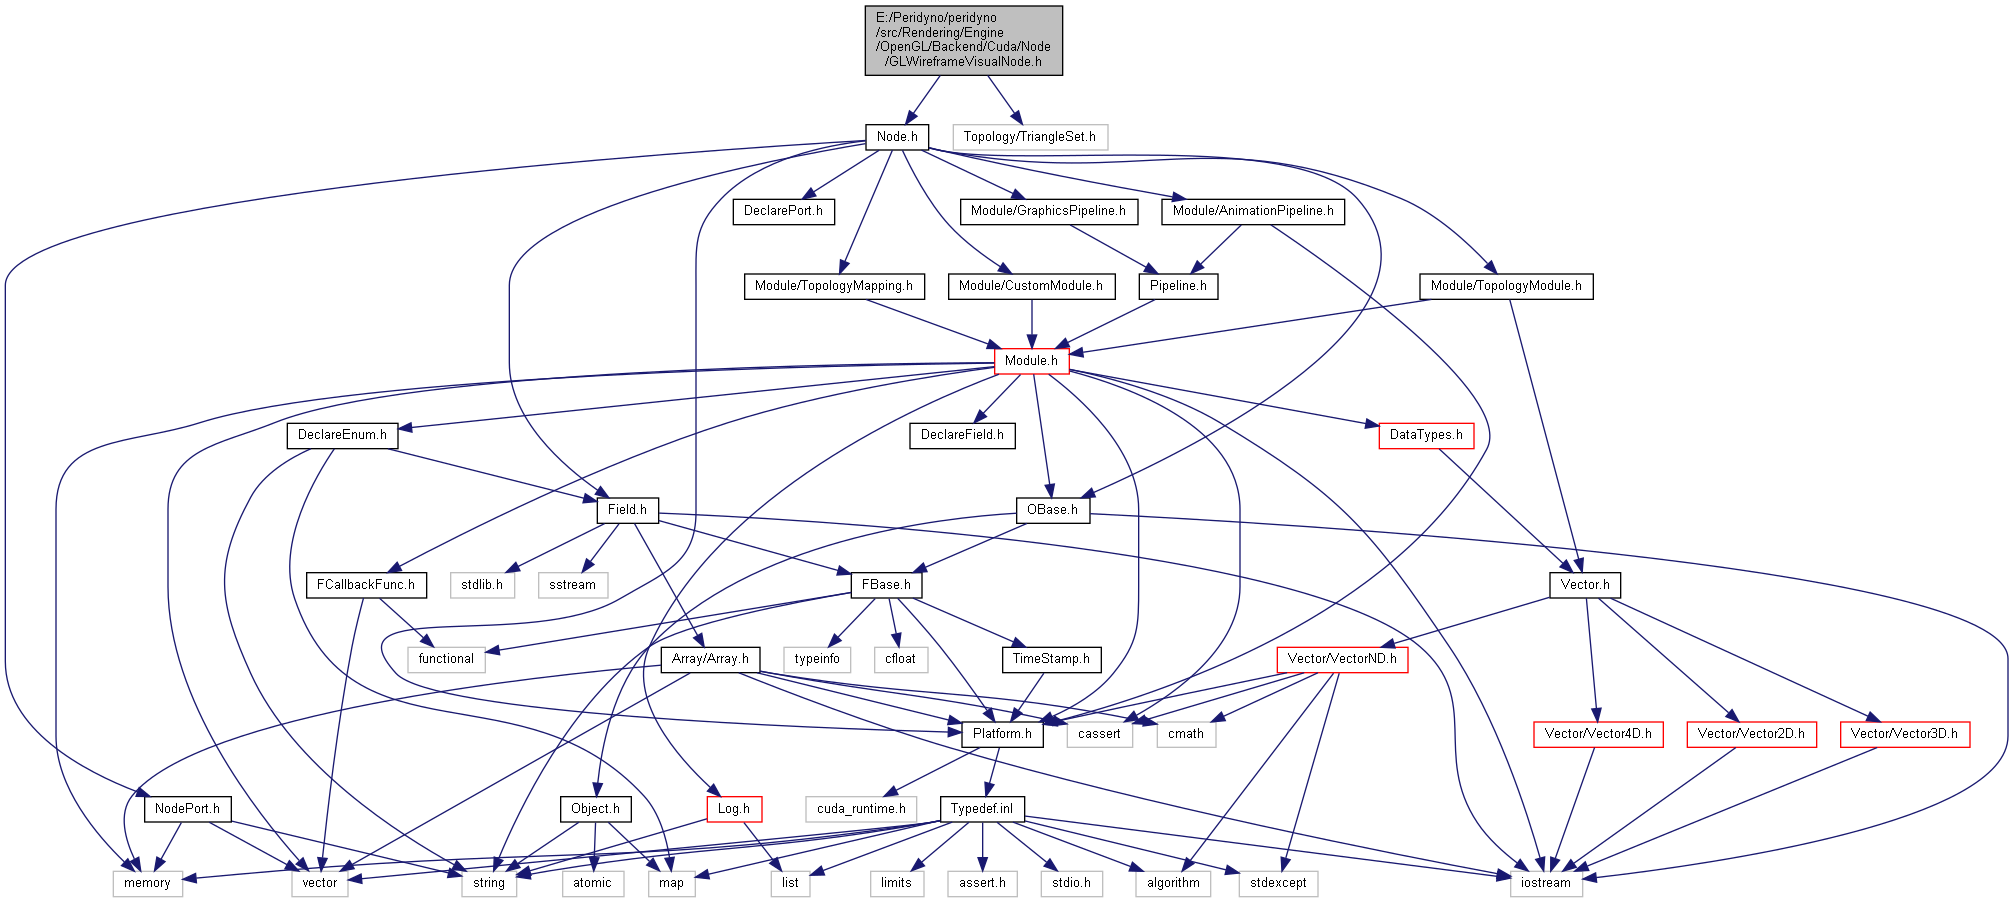 E:/Peridyno/peridyno
/src/Rendering/Engine
/OpenGL/Backend/Cuda/Node
/GLWireframeVisualNode.h
Node.h
Topology/TriangleSet.h
DeclarePort.h
Module/GraphicsPipeline.h
Module/AnimationPipeline.h
Module/TopologyMapping.h
Module/CustomModule.h
Pipeline.h
Module/TopologyModule.h
Module.h
DeclareEnum.h
DeclareField.h
DataTypes.h
Field.h
OBase.h
FCallbackFunc.h
stdlib.h
sstream
FBase.h
Vector.h
functional
Array/Array.h
typeinfo
cfloat
TimeStamp.h
Vector/VectorND.h
Platform.h
cassert
cmath
Vector/Vector4D.h
Vector/Vector2D.h
Vector/Vector3D.h
NodePort.h
Object.h
Log.h
cuda_runtime.h
Typedef.inl
memory
vector
string
atomic
map
list
limits
assert.h
stdio.h
algorithm
stdexcept
iostream